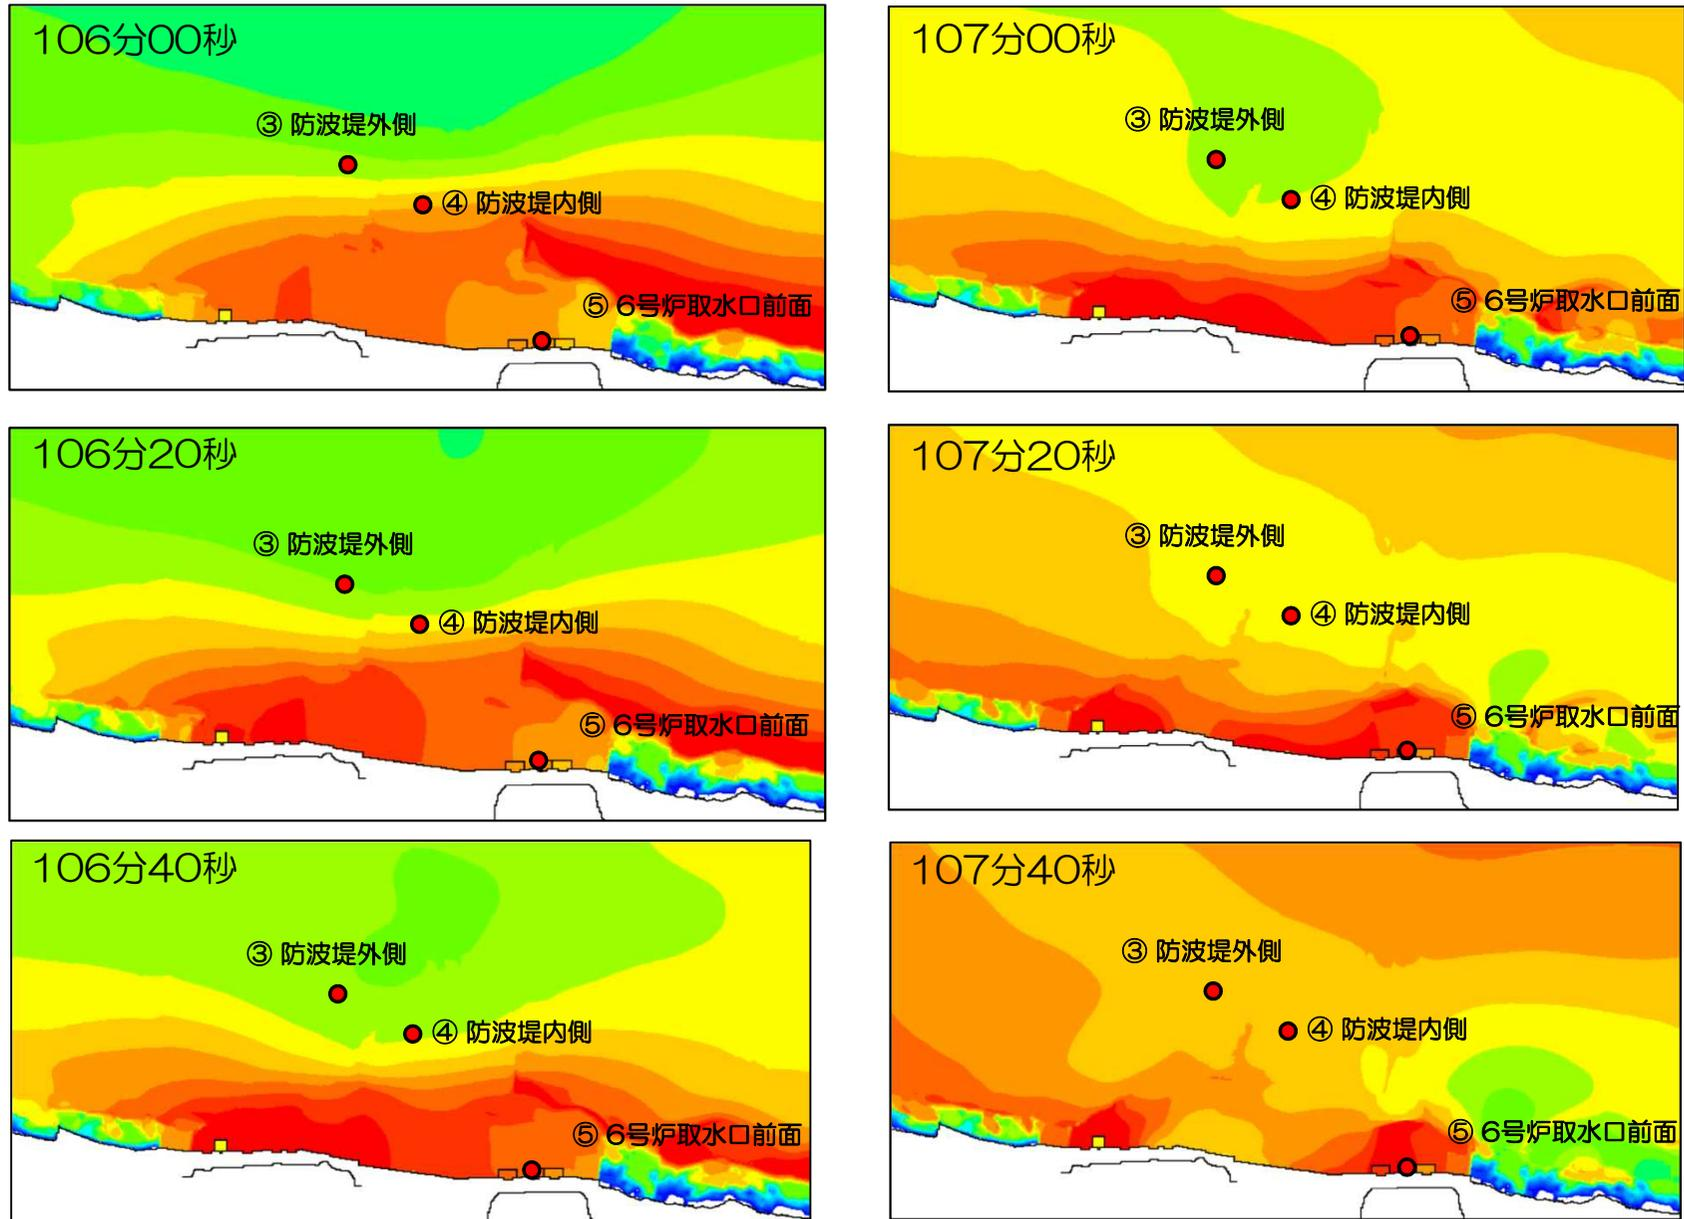 106分00秒
③ 防波堤外側
④ 防波堤内側
⑤ 6号炉取水口前面
106分20秒
③ 防波堤外側
④ 防波堤内側
⑤ 6号炉取水口前面
106分40秒
③ 防波堤外側
④ 防波堤内側
⑤ 6号炉取水口前面
107分00秒
③ 防波堤外側
④ 防波堤内側
⑤ 6号炉取水口前面
107分20秒
③ 防波堤外側
④ 防波堤内側
⑤ 6号炉取水口前面
107分40秒
③ 防波堤外側
④ 防波堤内側
⑤ 6号炉取水口前面